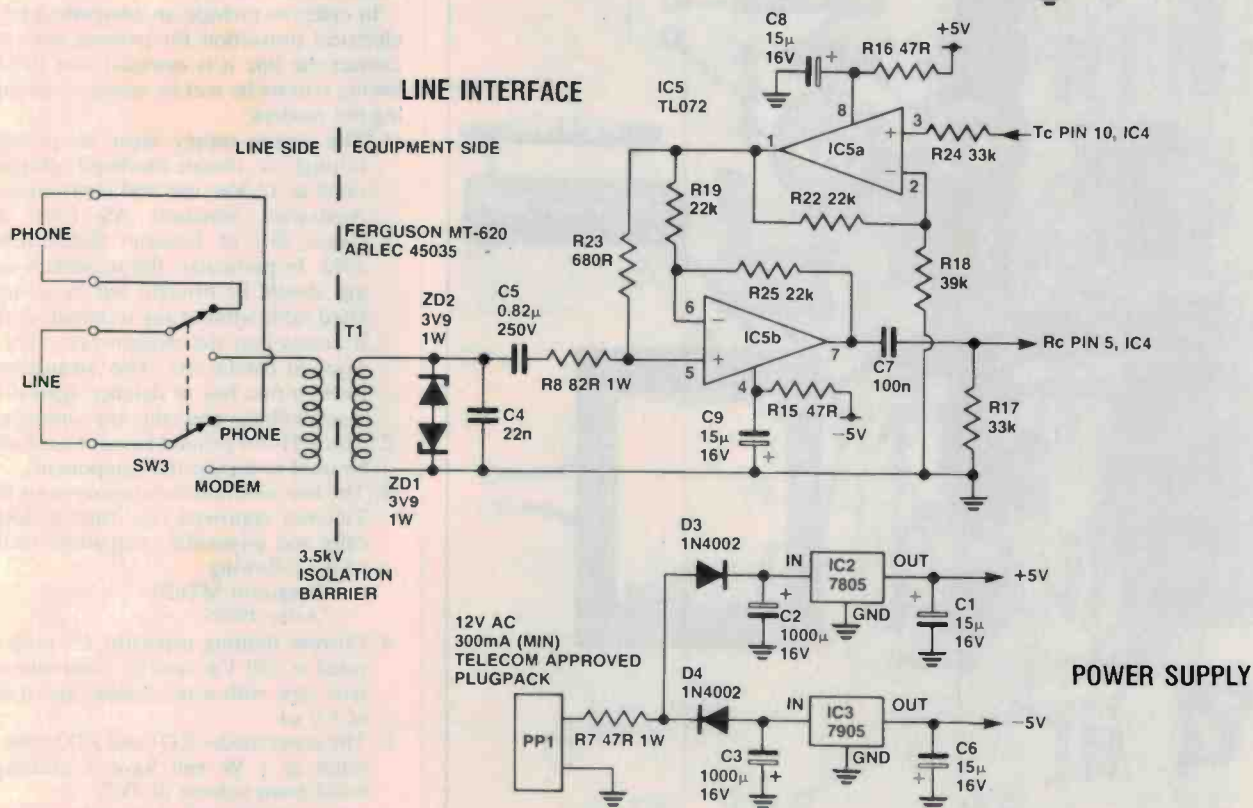 LINE INTERFACE
LINE SIDE
EQUIPMENT SIDE
PHONE
LINE
SW3
PHONE
MODEM
FERGUSON MT-620
ARLEC 45035
T1
3.5kV
ISOLATION
BARRIER
ZD2
3V9
1W
ZD1
3V9
1W
C4
22n
C5
0.82µ
250V
R8 82R 1W
R23
680R
R19
22k
R25 22k
IC5
TL072
C8
15µ
16V
+
R16 47R
+5V
8
1
IC5a
+
3
−
2
R24 33k
Tc PIN 10, IC4
R22 22k
R18
39k
6
−
IC5b
7
+
5
4
R15 47R
−5V
C9
15µ
16V
+
C7
100n
Rc PIN 5, IC4
R17
33k
POWER SUPPLY
12V AC
300mA (MIN)
TELECOM APPROVED
PLUGPACK
PP1
R7 47R 1W
D3
1N4002
D4
1N4002
IN
IC2
7805
OUT
GND
+
C2
1000µ
16V
+
C1
15µ
16V
+5V
IN
IC3
7905
OUT
GND
C3
1000µ
16V
+
C6
15µ
16V
+
−5V